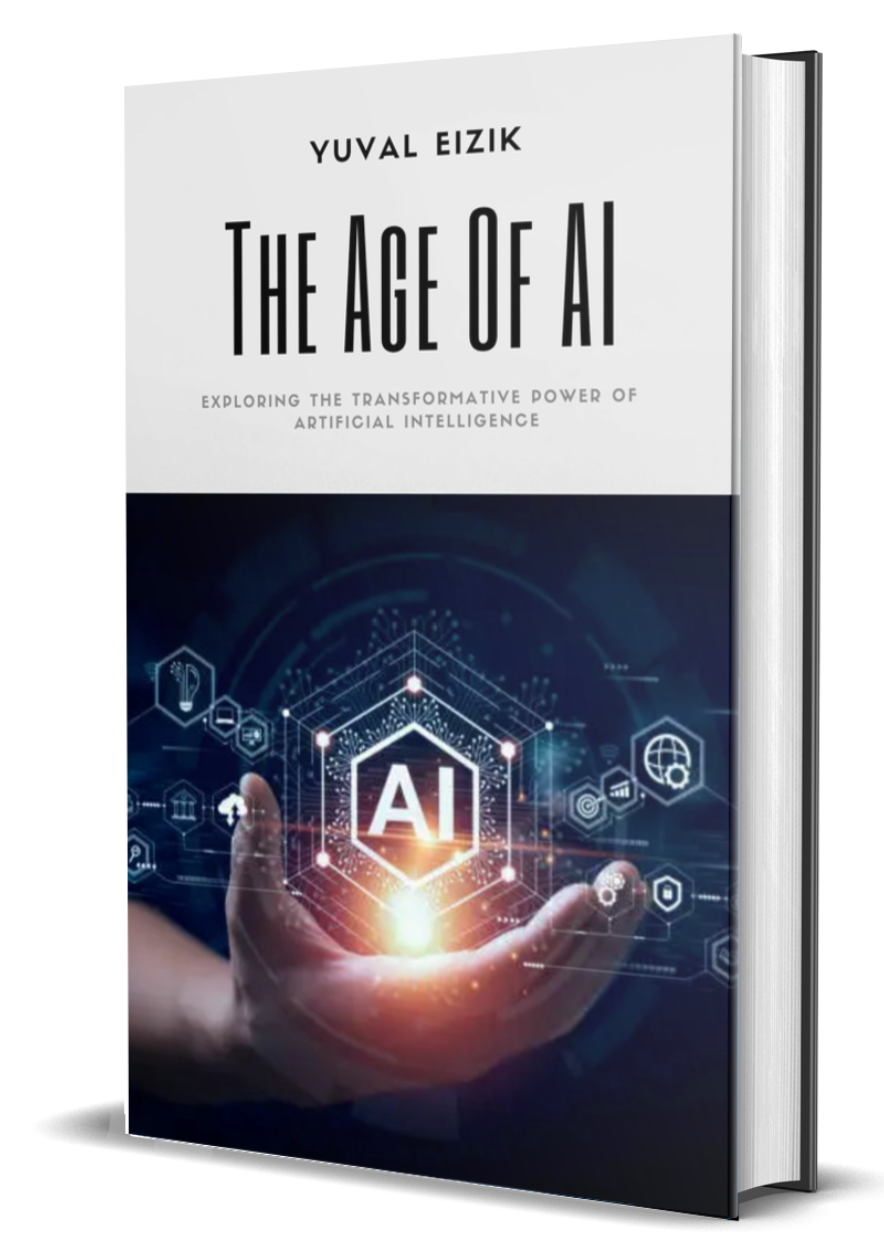 YUVAL EIZIK
THE AGE OF AI
EXPLORING THE TRANSFORMATIVE POWER OF
ARTIFICIAL INTELLIGENCE
AI